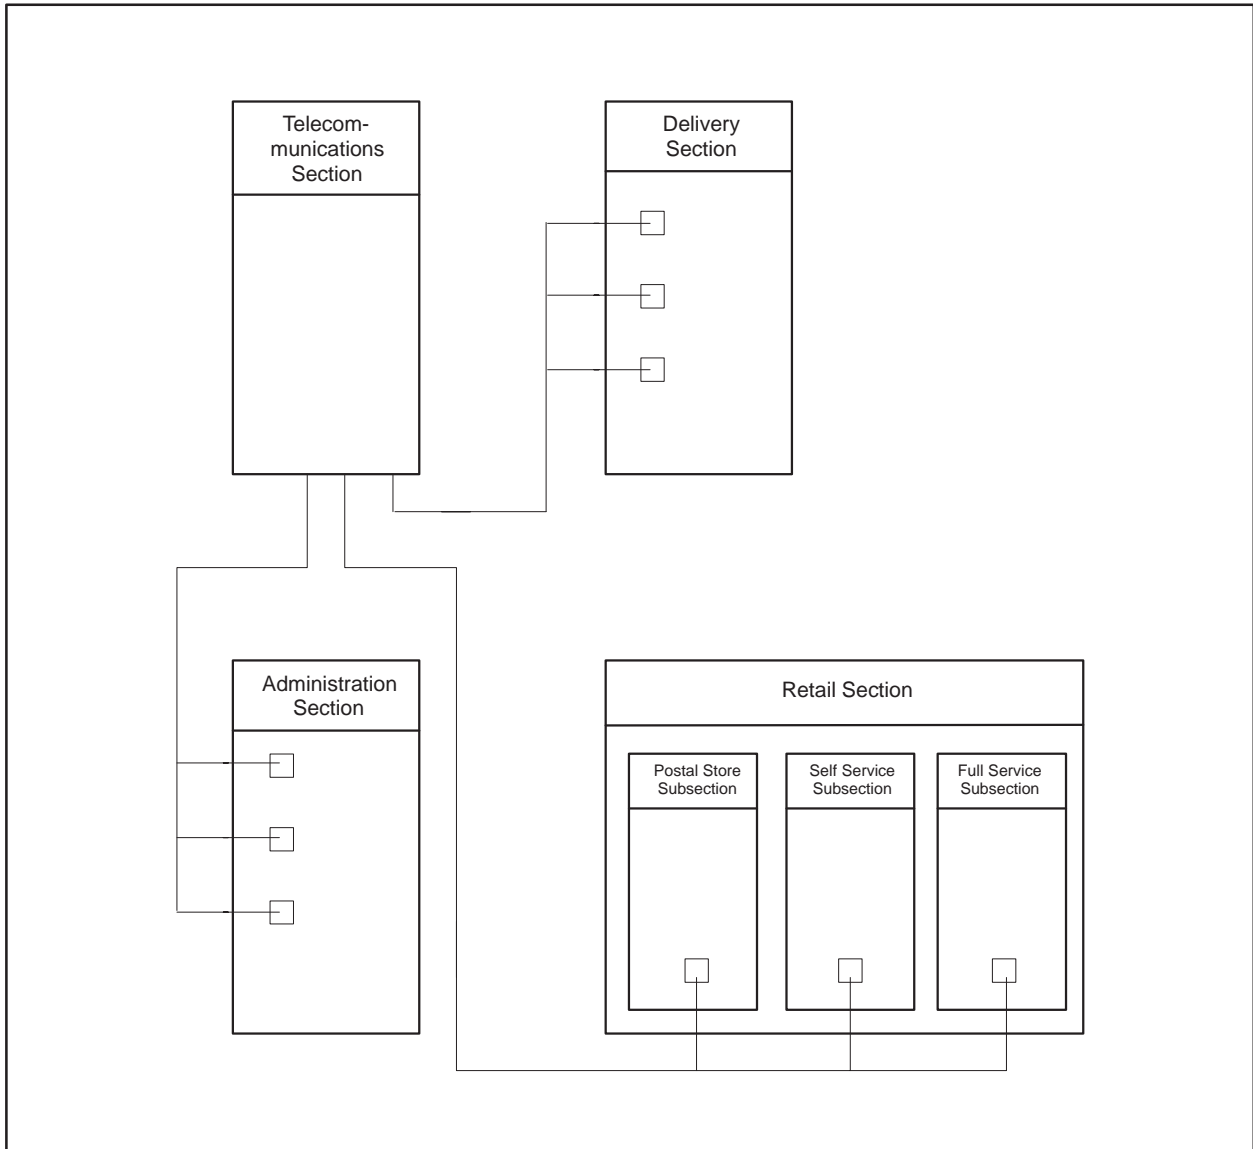 Telecom-
munications
Section
Delivery
Section
Administration
Section
Retail Section
Postal Store
Subsection
Self Service
Subsection
Full Service
Subsection